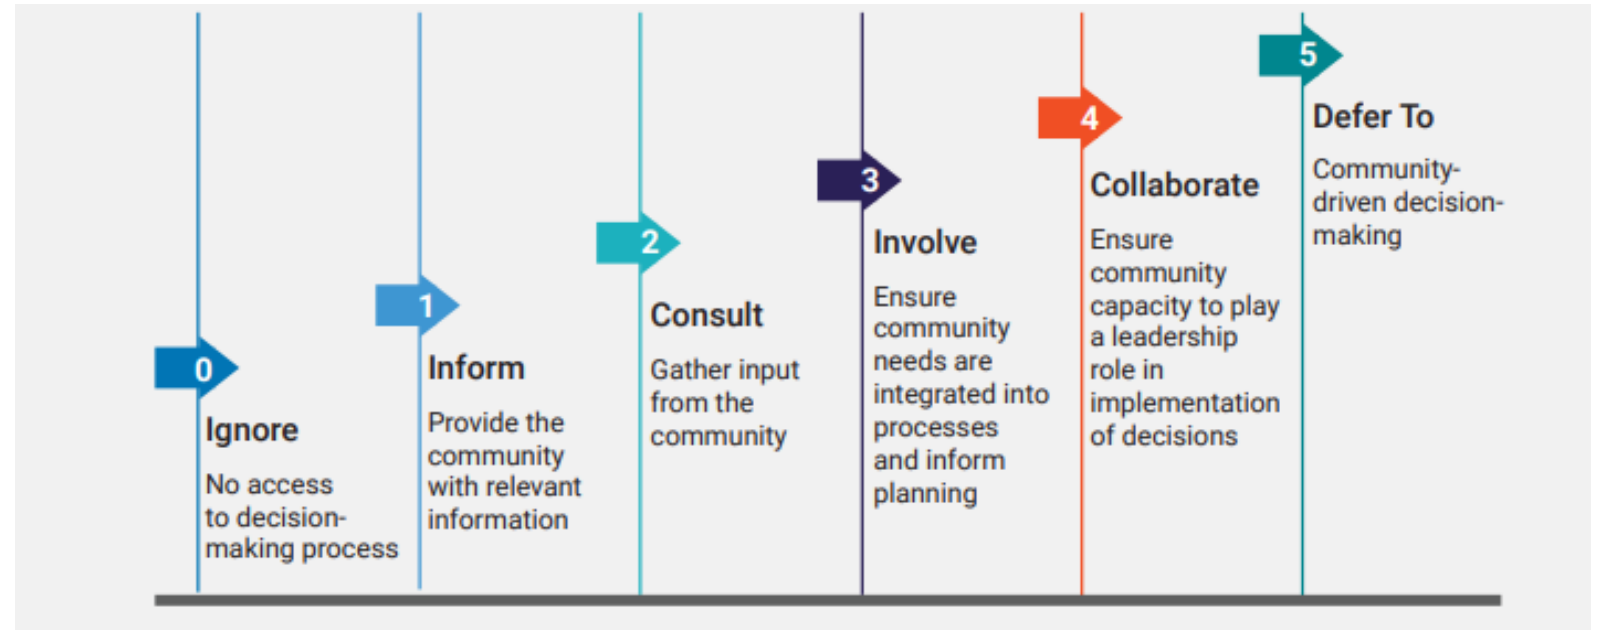 0
Ignore
No access
to decision-
making process
1
Inform
Provide the
community
with relevant
information
2
Consult
Gather input
from the
community
3
Involve
Ensure
community
needs are
integrated into
processes
and inform
planning
4
Collaborate
Ensure
community
capacity to play
a leadership
role in
implementation
of decisions
5
Defer To
Community-
driven decision-
making